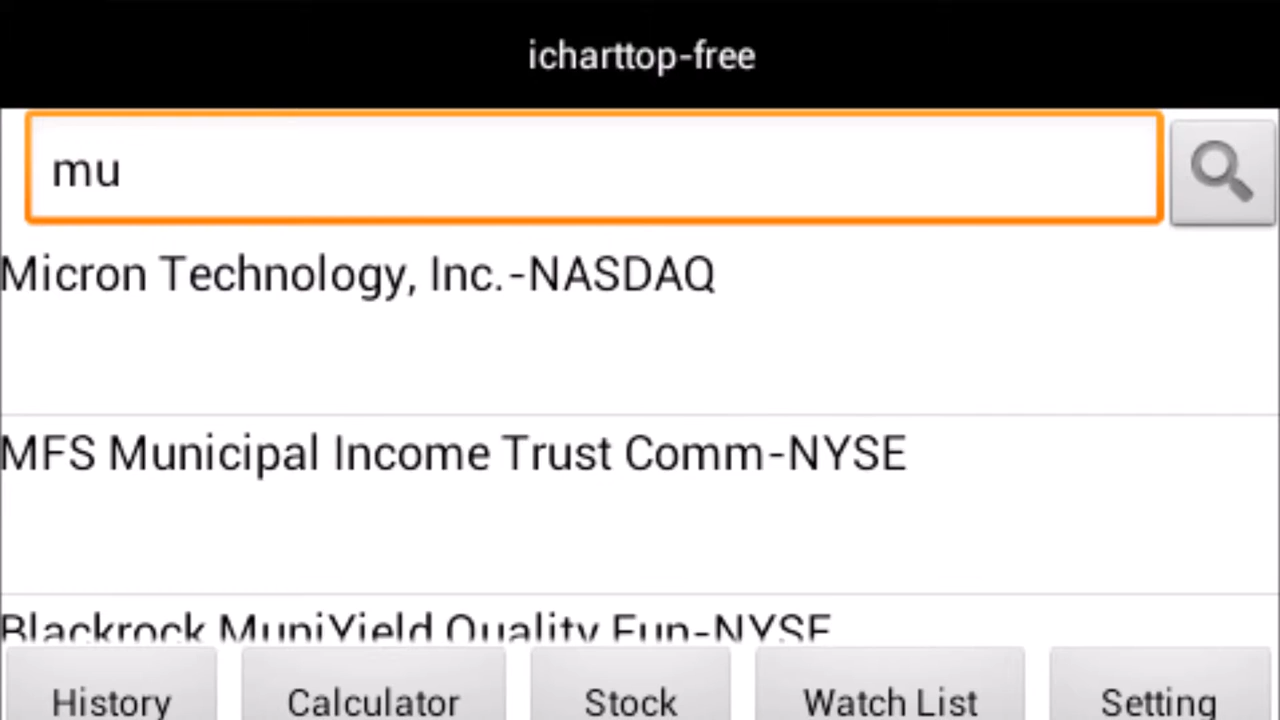 icharttop-free
mu
Micron Technology, Inc.-NASDAQ
MFS Municipal Income Trust Comm-NYSE
Blackrock MuniYield Quality Fun-NYSE
History
Calculator
Stock
Watch List
Setting